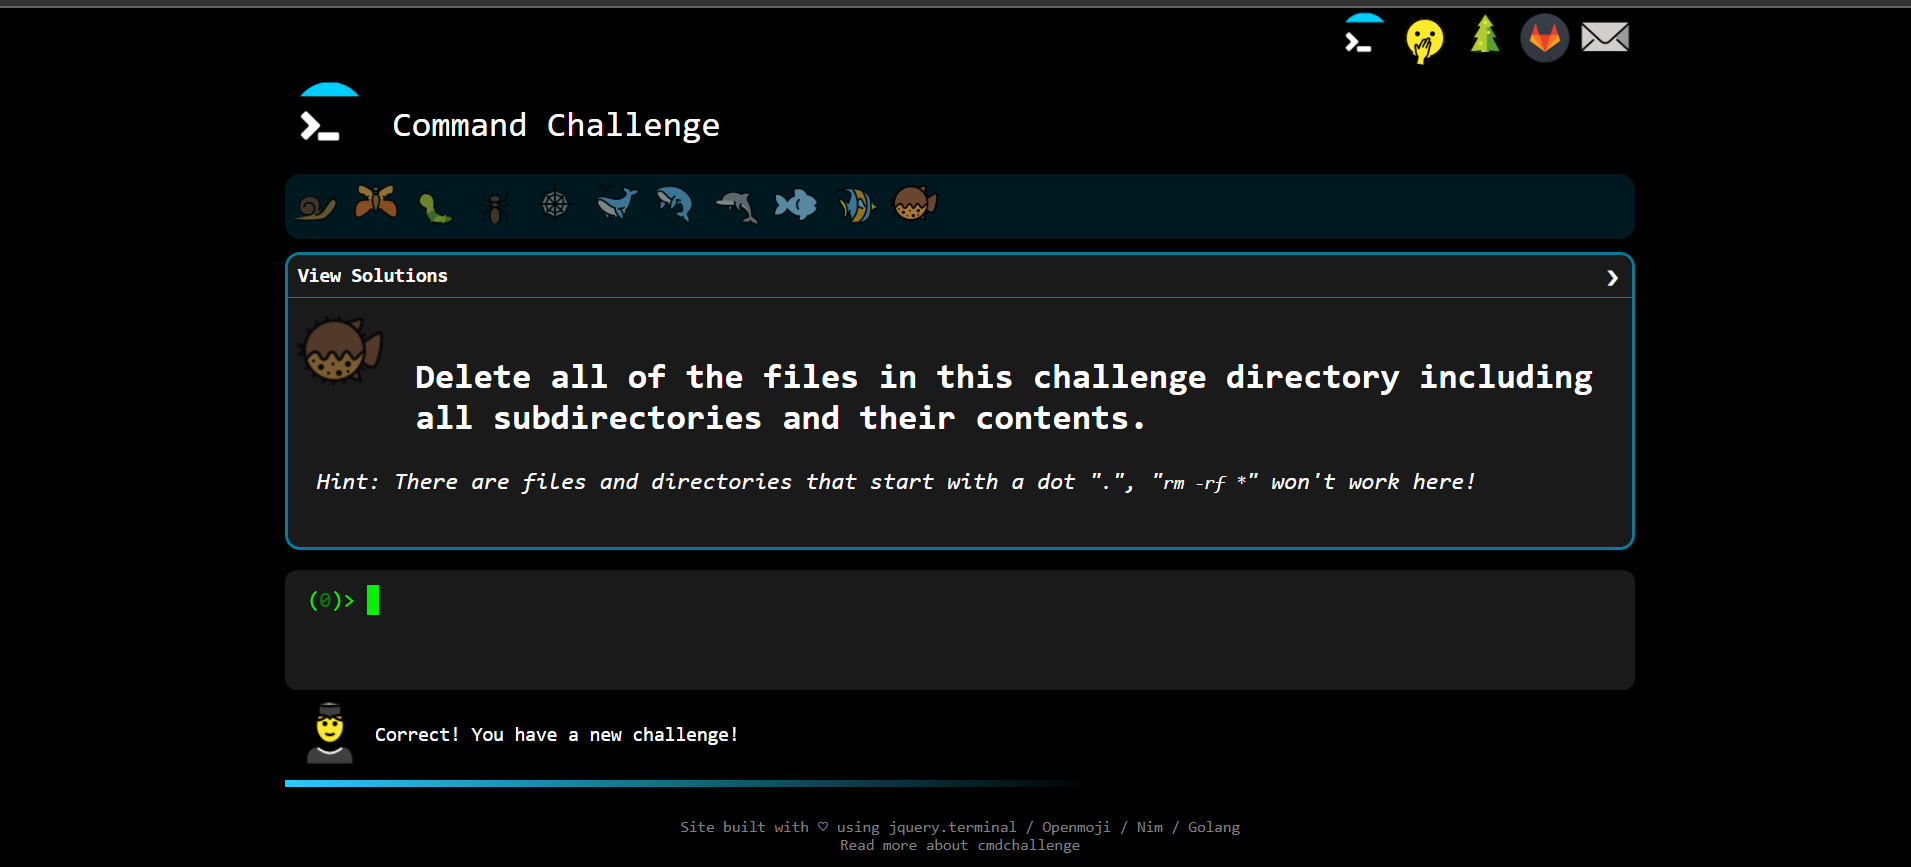 Command Challenge
View Solutions
Delete all of the files in this challenge directory including
all subdirectories and their contents.
Hint: There are files and directories that start with a dot ".", "rm -rf *" won't work here!
(0)>
Correct! You have a new challenge!
Site built with ♡ using jquery.terminal / Openmoji / Nim / Golang
Read more about cmdchallenge